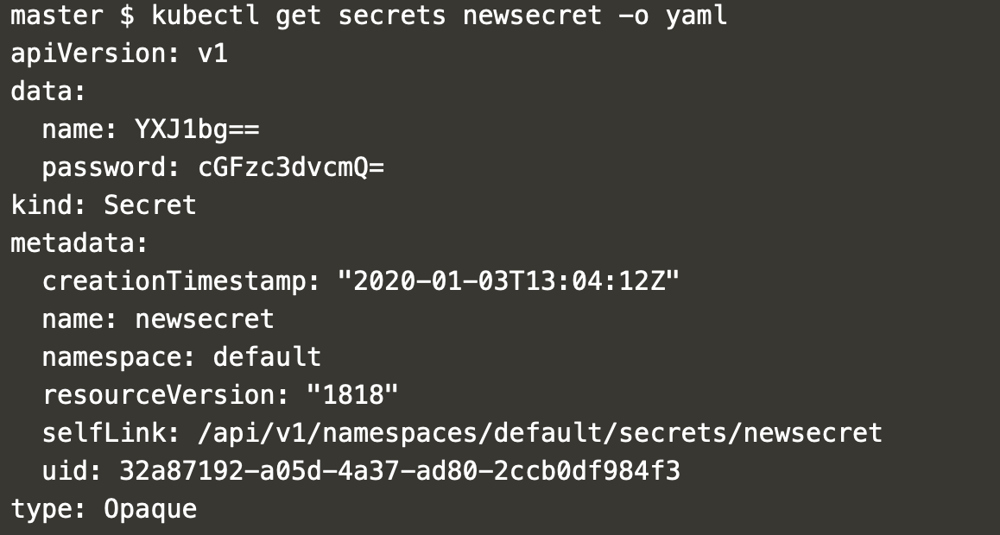 master $ kubectl get secrets newsecret -o yaml
apiVersion: v1
data:
  name: YXJ1bg==
  password: cGFzc3dvcmQ=
kind: Secret
metadata:
  creationTimestamp: "2020-01-03T13:04:12Z"
  name: newsecret
  namespace: default
  resourceVersion: "1818"
  selfLink: /api/v1/namespaces/default/secrets/newsecret
  uid: 32a87192-a05d-4a37-ad80-2ccb0df984f3
type: Opaque